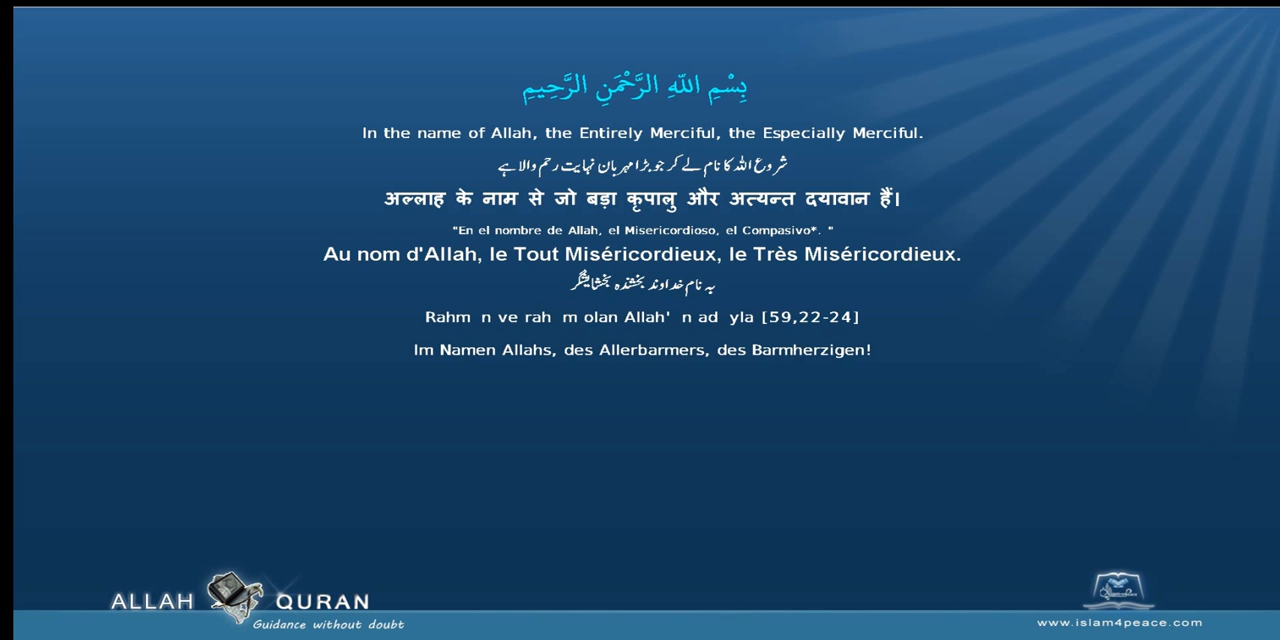 بِسْمِ اللَّهِ الرَّحْمَٰنِ الرَّحِيمِ
In the name of Allah, the Entirely Merciful, the Especially Merciful.
شروع الله کا نام لے کر جو بڑا مہربان نہایت رحم والا ہے
अल्लाह के नाम से जो बड़ा कृपालु और अत्यन्त दयावान हैं।
"En el nombre de Allah, el Misericordioso, el Compasivo*. "
Au nom d'Allah, le Tout Miséricordieux, le Très Miséricordieux.
به نام خداوند بخشنده بخشایشگر
Rahm n ve rah m olan Allah' n ad yla [59,22-24]
Im Namen Allahs, des Allerbarmers, des Barmherzigen!
ALLAH QURAN
Guidance without doubt
www.islam4peace.com